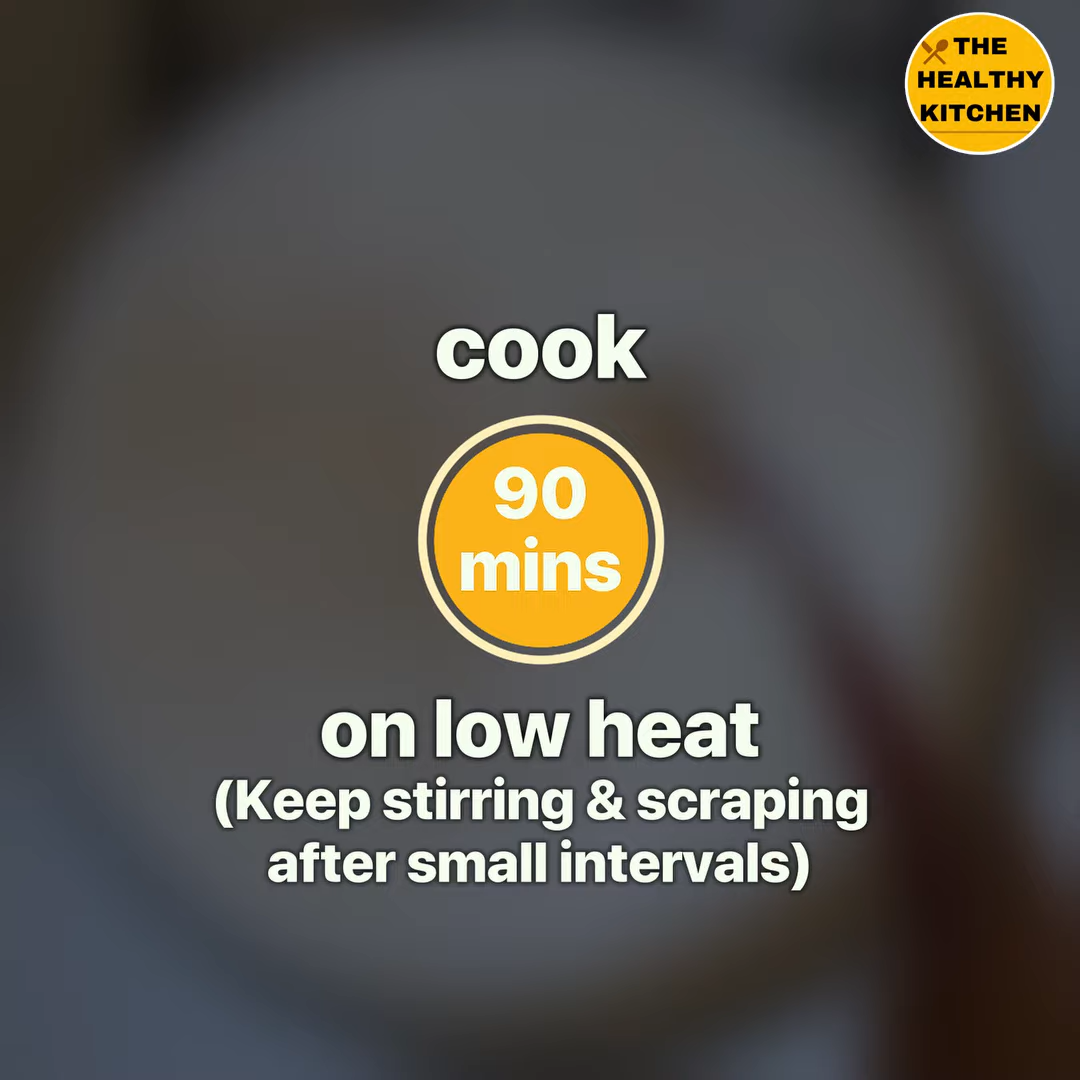 THE
HEALTHY
KITCHEN
cook
90
mins
on low heat
(Keep stirring & scraping
after small intervals)